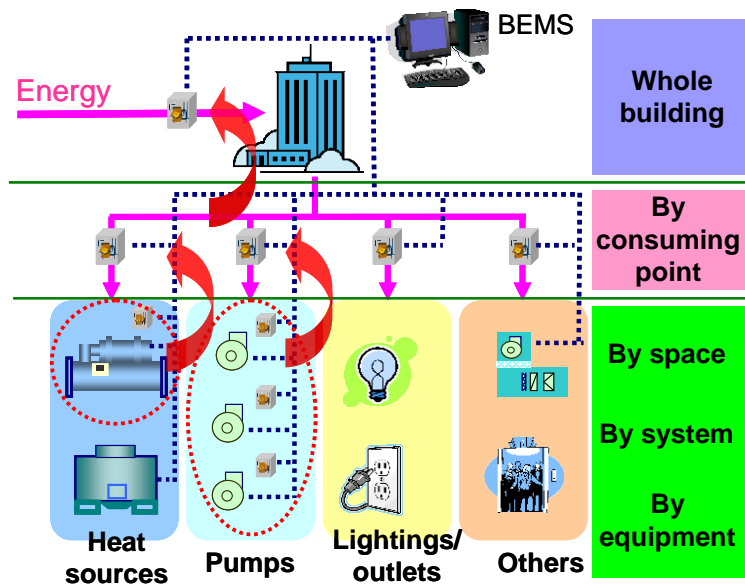 BEMS
Energy
Whole
building
By
consuming
point
By space
By system
By
equipment
Heat
sources
Pumps
Lightings/
outlets
Others